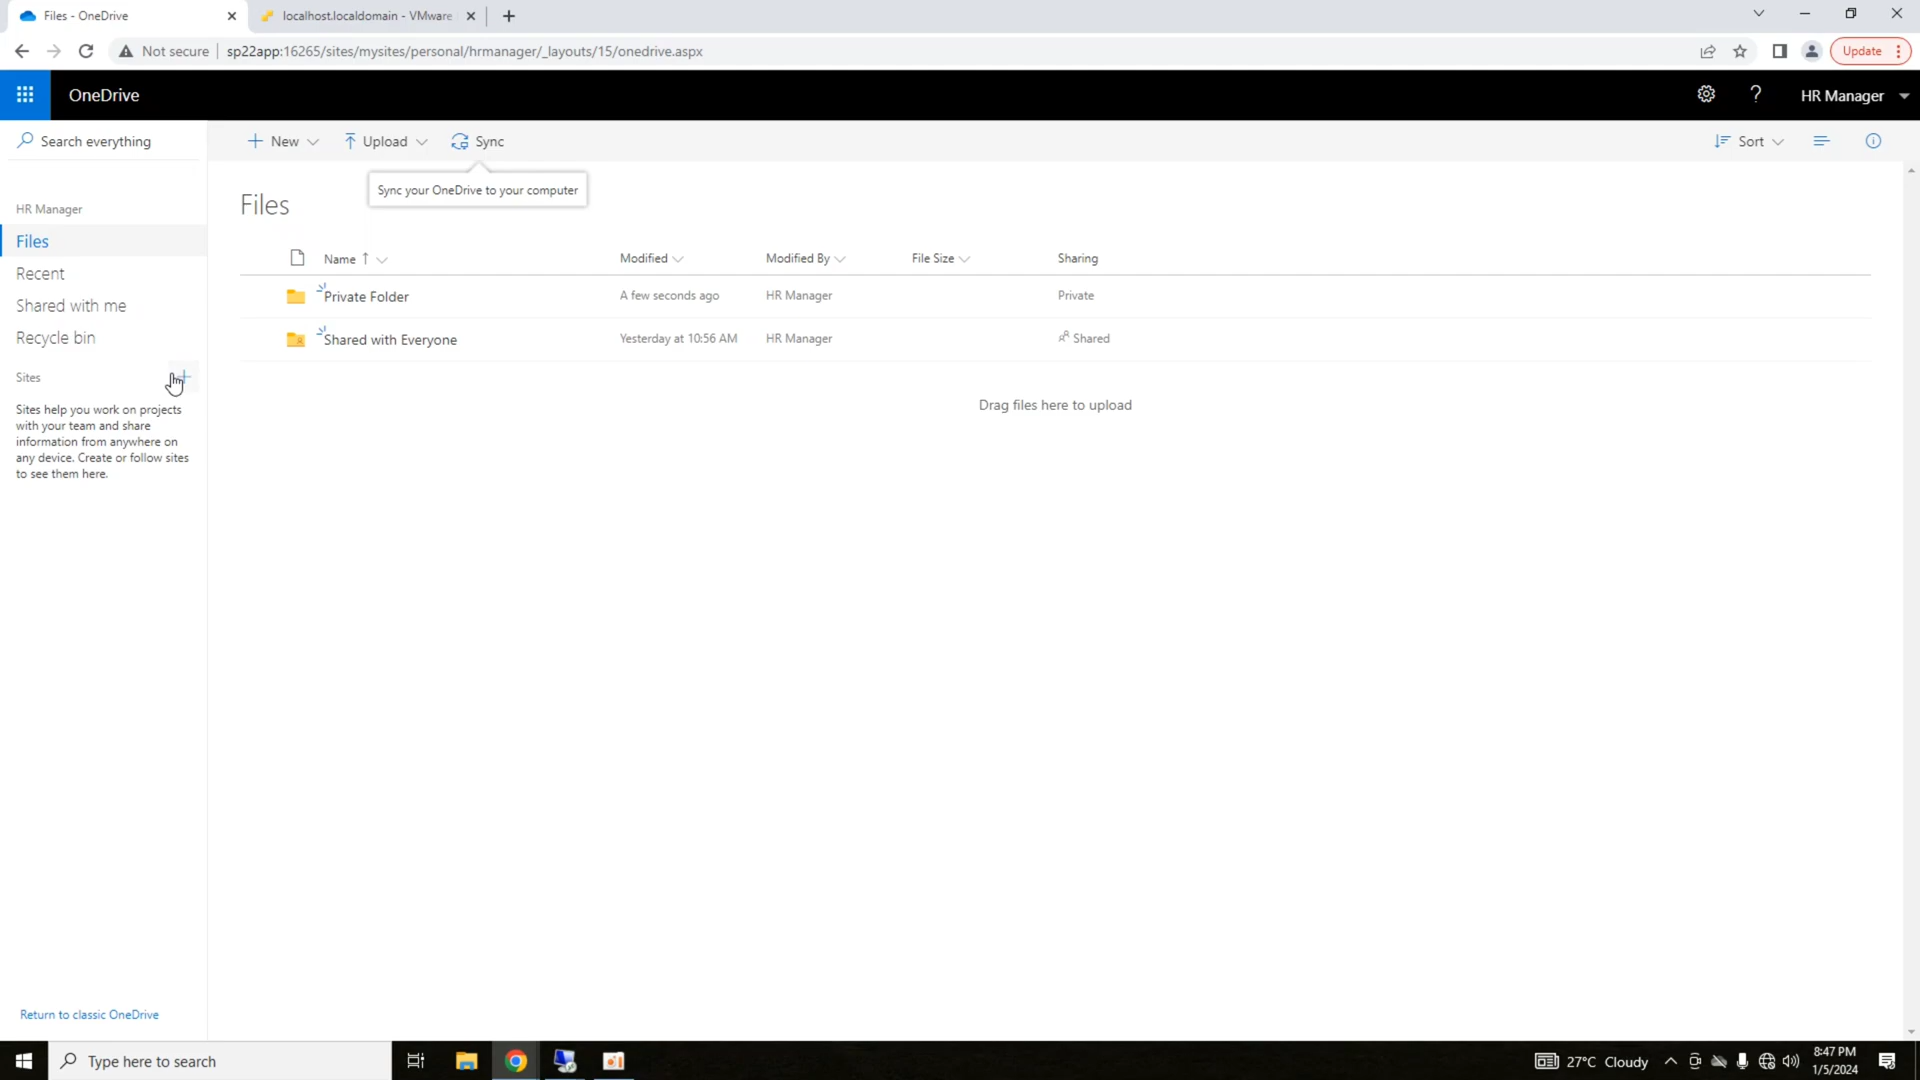 Files - OneDrive
localhost.localdomain - VMware
Not secure
sp22app:16265/sites/mysites/personal/hrmanager/_layouts/15/onedrive.aspx
Update
OneDrive
HR Manager
Search everything
New
Upload
Sync
Sort
Sync your OneDrive to your computer
Files
HR Manager
Files
Recent
Shared with me
Recycle bin
Sites
Sites help you work on projects
with your team and share
information from anywhere on
any device. Create or follow sites
to see them here.
Name
Modified
Modified By
File Size
Sharing
Private Folder
A few seconds ago
HR Manager
Private
Shared with Everyone
Yesterday at 10:56 AM
HR Manager
Shared
Drag files here to upload
Return to classic OneDrive
Type here to search
27°C Cloudy
8:47 PM
1/5/2024